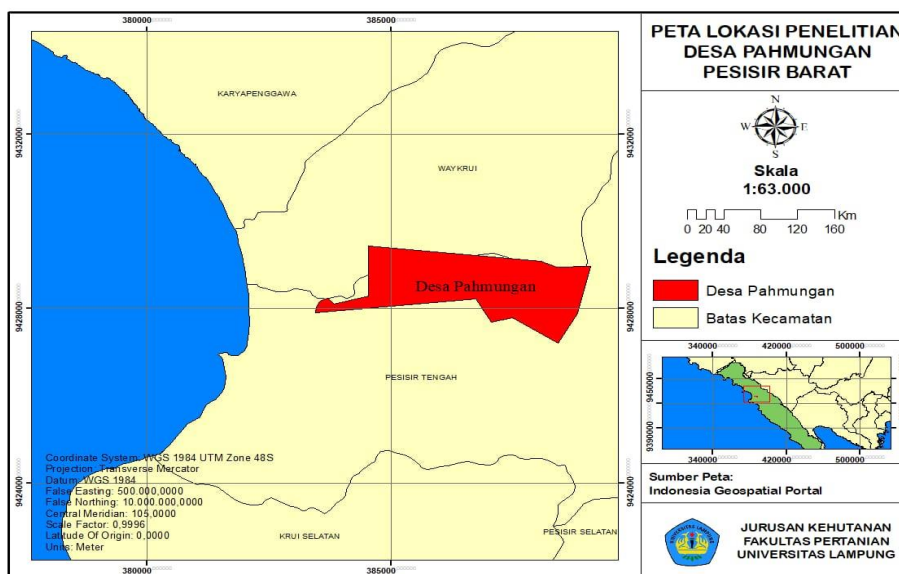 PETA LOKASI PENELITIAN
DESA PAHMUNGAN
PESISIR BARAT
N
W E
S
Skala
1:63.000
Km
0 20 40 80 120 160
Legenda
Desa Pahmungan
Batas Kecamatan
340000 420000 500000
9450000
9390000
340000 420000 500000
Sumber Peta:
Indonesia Geospatial Portal
JURUSAN KEHUTANAN
FAKULTAS PERTANIAN
UNIVERSITAS LAMPUNG
380000 385000
9432000 9432000
KARYAPENGGAWA
WAYKRUI
Desa Pahmungan
9428000 9428000
PESISIR TENGAH
9424000 9424000
KRUI SELATAN
PESISIR SELATAN
380000 385000
Coordinate System: WGS 1984 UTM Zone 48S
Projection: Transverse Mercator
Datum: WGS 1984
False Easting: 500.000,0000
False Northing: 10.000.000,0000
Central Meridian: 105,0000
Scale Factor: 0,9996
Latitude Of Origin: 0,0000
Units: Meter